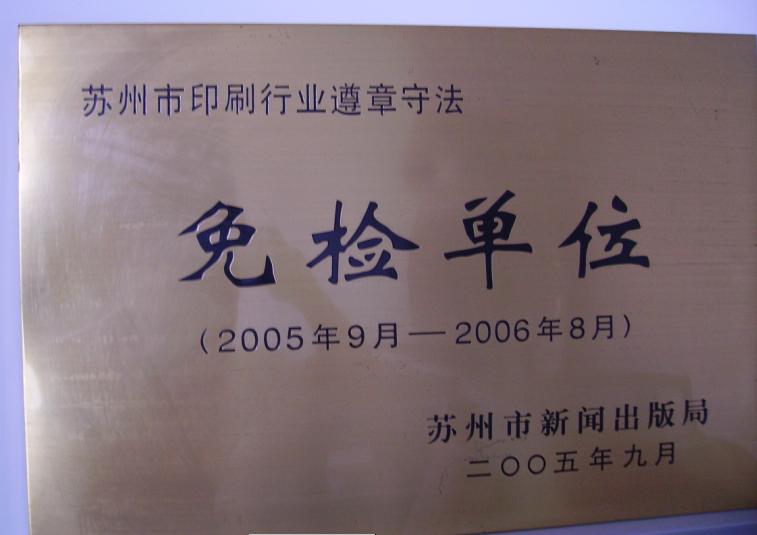 苏州市印刷行业遵章守法
免检单位
（2005年9月—2006年8月）
苏州市新闻出版局
二〇〇五年九月